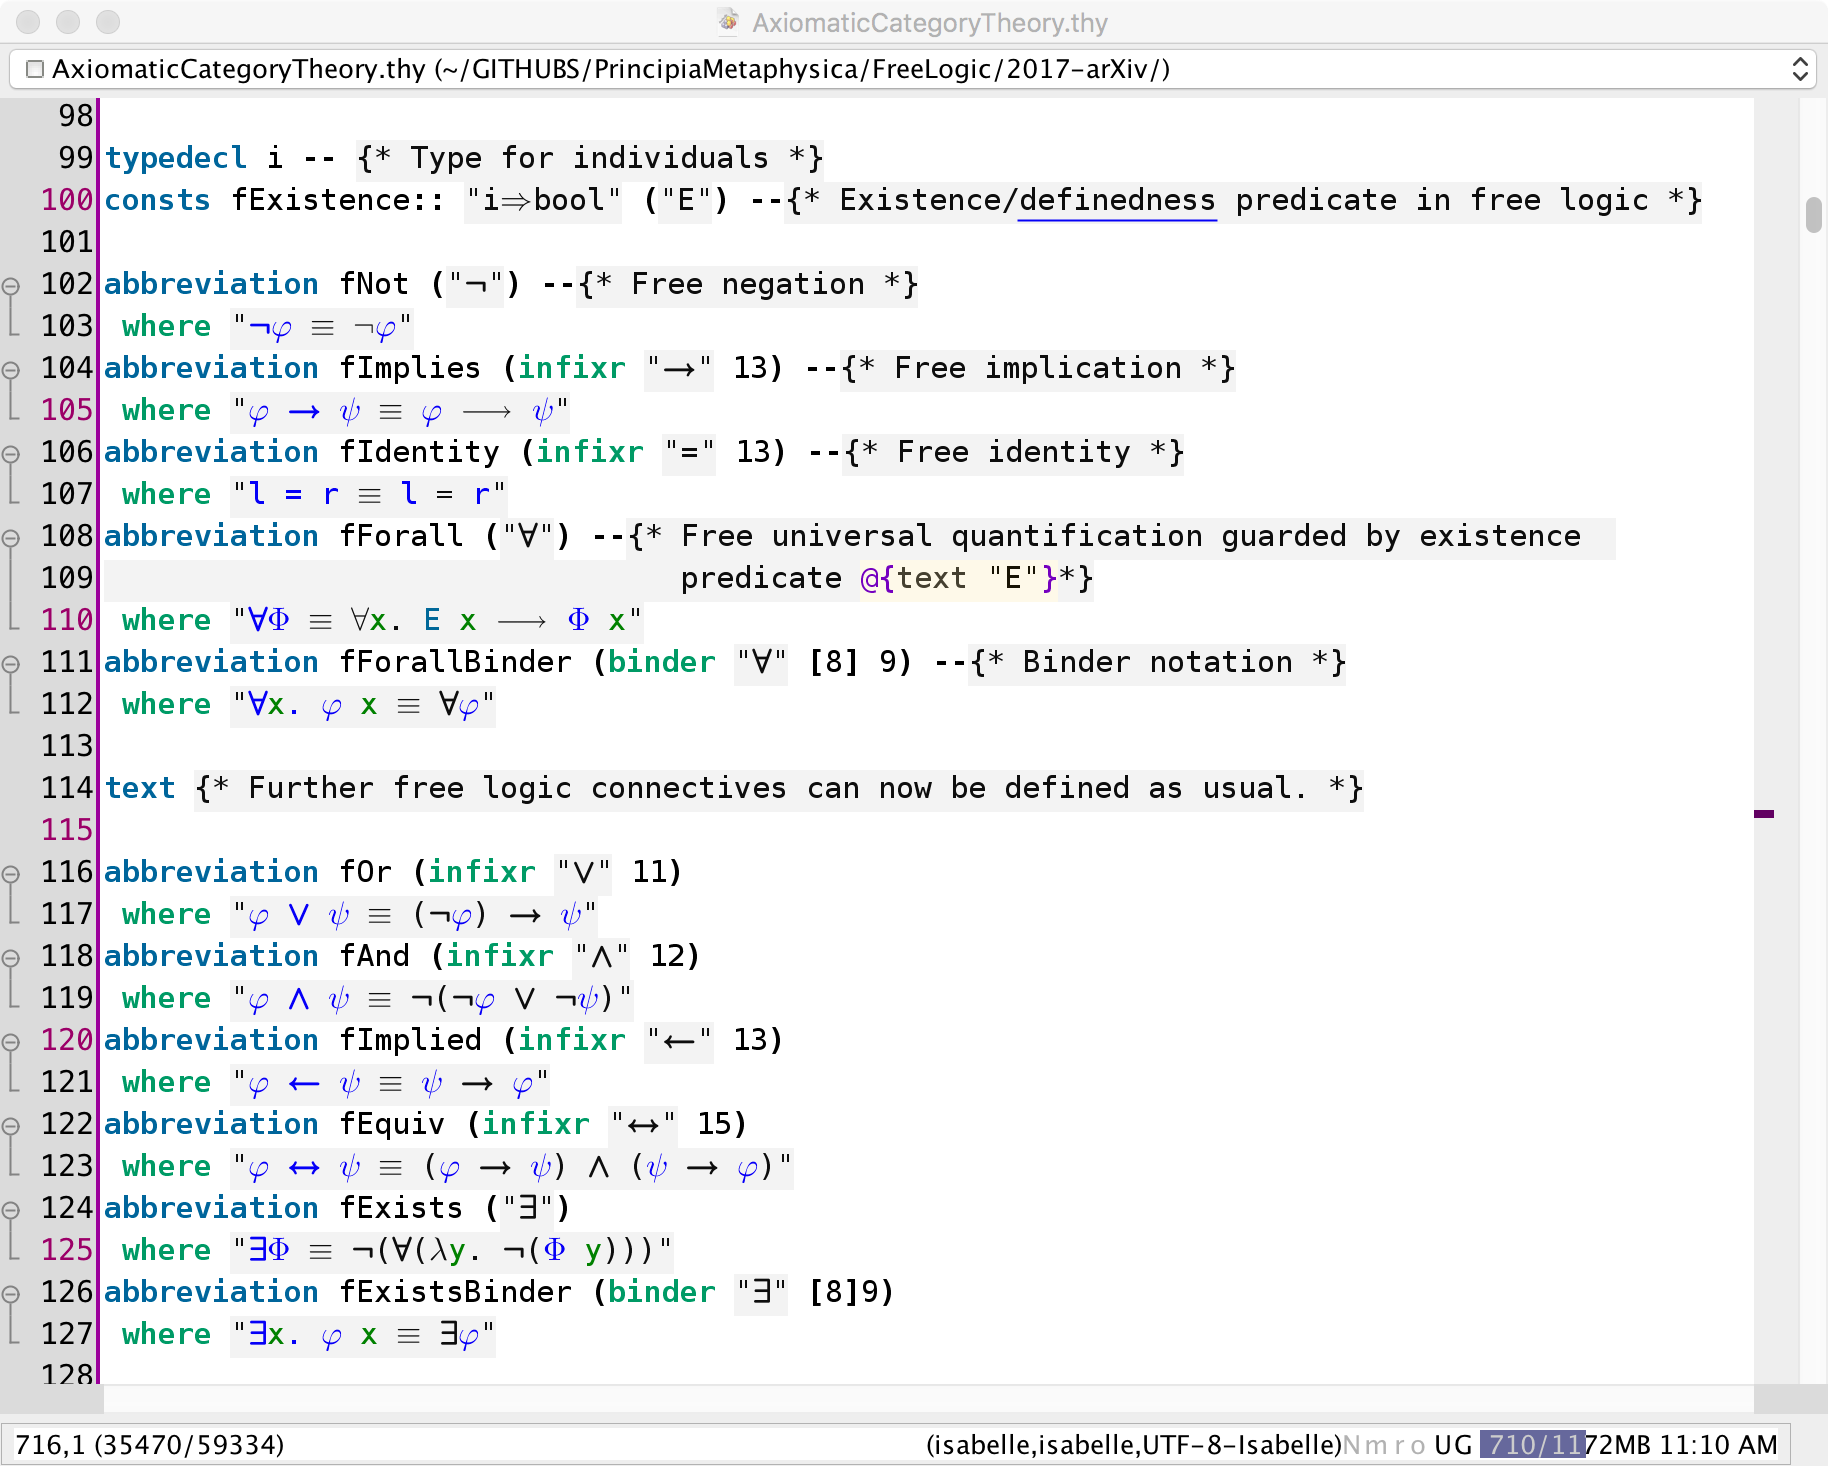 AxiomaticCategoryTheory.thy
AxiomaticCategoryTheory.thy (~/GITHUBS/PrincipiaMetaphysica/FreeLogic/2017-arXiv/)
98
99 typedecl i -- {* Type for individuals *}
100 consts fExistence:: "i⇒bool" ("E") --{* Existence/definedness predicate in free logic *}
101
102 abbreviation fNot ("¬") --{* Free negation *}
103 where "¬φ ≡ ¬φ"
104 abbreviation fImplies (infixr "→" 13) --{* Free implication *}
105 where "φ → ψ ≡ φ ⟶ ψ"
106 abbreviation fIdentity (infixr "=" 13) --{* Free identity *}
107 where "l = r ≡ l = r"
108 abbreviation fForall ("∀") --{* Free universal quantification guarded by existence
109 predicate @{text "E"}*}
110 where "∀Φ ≡ ∀x. E x ⟶ Φ x"
111 abbreviation fForallBinder (binder "∀" [8] 9) --{* Binder notation *}
112 where "∀x. φ x ≡ ∀φ"
113
114 text {* Further free logic connectives can now be defined as usual. *}
115
116 abbreviation fOr (infixr "∨" 11)
117 where "φ ∨ ψ ≡ (¬φ) → ψ"
118 abbreviation fAnd (infixr "∧" 12)
119 where "φ ∧ ψ ≡ ¬(¬φ ∨ ¬ψ)"
120 abbreviation fImplied (infixr "←" 13)
121 where "φ ← ψ ≡ ψ → φ"
122 abbreviation fEquiv (infixr "↔" 15)
123 where "φ ↔ ψ ≡ (φ → ψ) ∧ (ψ → φ)"
124 abbreviation fExists ("∃")
125 where "∃Φ ≡ ¬(∀(λy. ¬(Φ y)))"
126 abbreviation fExistsBinder (binder "∃" [8]9)
127 where "∃x. φ x ≡ ∃φ"
128
716,1 (35470/59334) (isabelle,isabelle,UTF-8-Isabelle)Nmro UG 710/1172MB 11:10 AM